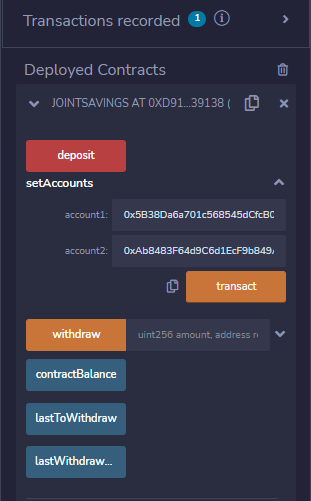 Transactions recorded 1 i
Deployed Contracts
JOINTSAVINGS AT 0XD91...39138 (
deposit
setAccounts
account1: 0x5B38Da6a701c568545dCfcB0
account2: 0xAb8483F64d9C6d1EcF9b849A
transact
withdraw uint256 amount, address re
contractBalance
lastToWithdraw
lastWithdraw...